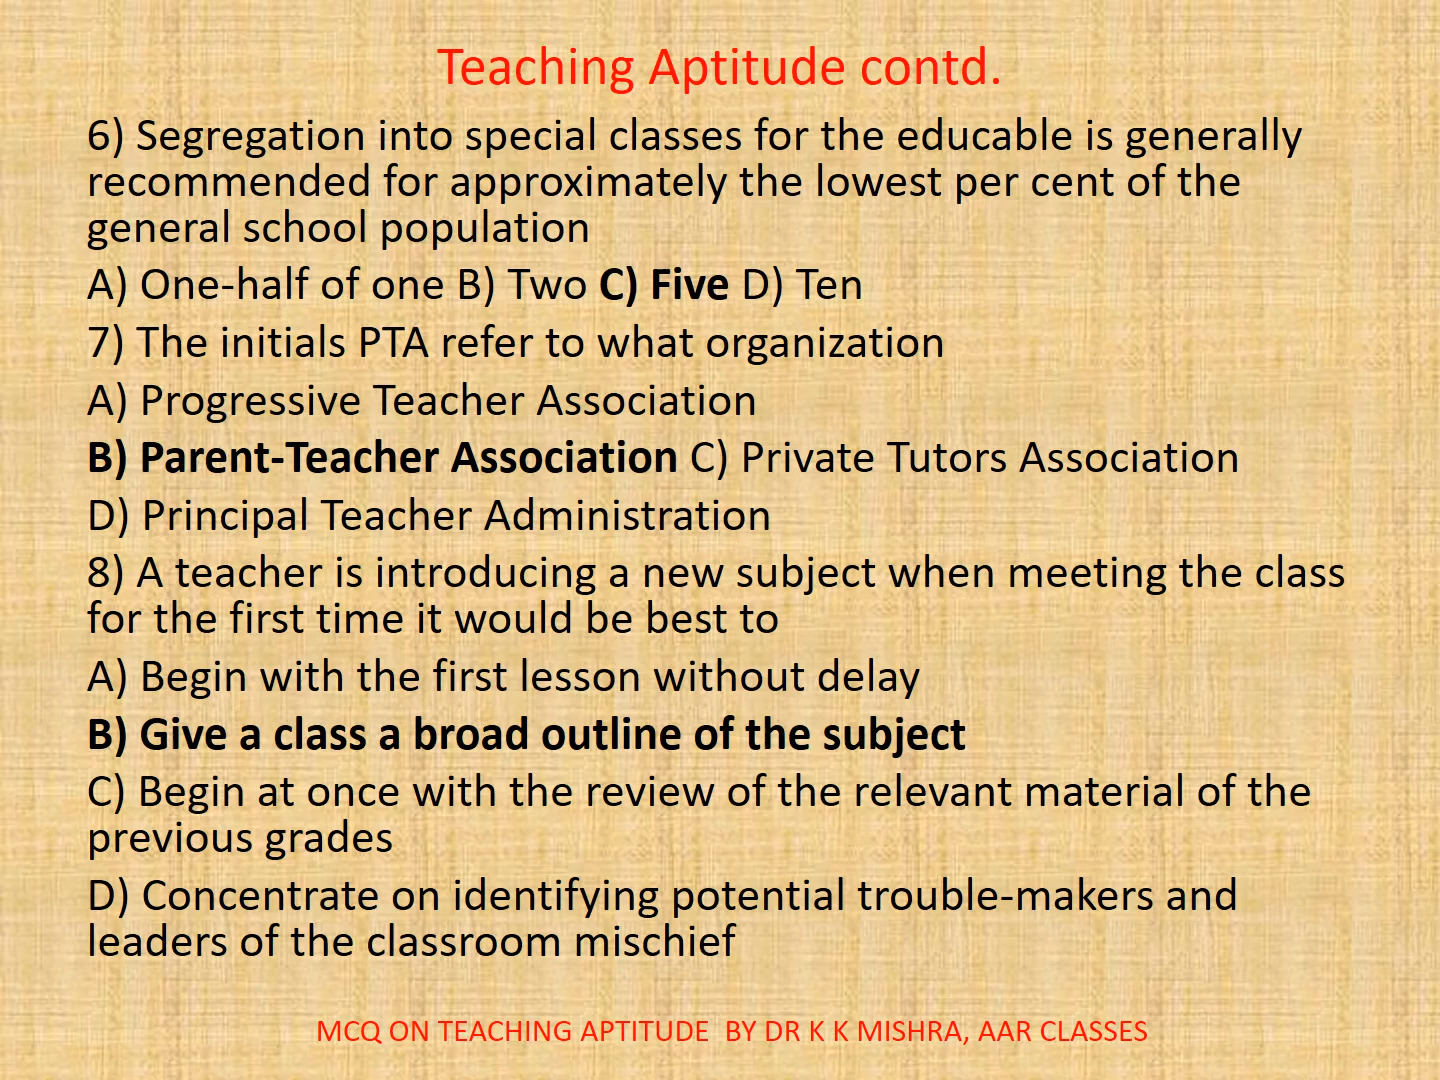 Teaching Aptitude contd.
6) Segregation into special classes for the educable is generally
recommended for approximately the lowest per cent of the
general school population
A) One-half of one B) Two C) Five D) Ten
7) The initials PTA refer to what organization
A) Progressive Teacher Association
B) Parent-Teacher Association C) Private Tutors Association
D) Principal Teacher Administration
8) A teacher is introducing a new subject when meeting the class
for the first time it would be best to
A) Begin with the first lesson without delay
B) Give a class a broad outline of the subject
C) Begin at once with the review of the relevant material of the
previous grades
D) Concentrate on identifying potential trouble-makers and
leaders of the classroom mischief
MCQ ON TEACHING APTITUDE  BY DR K K MISHRA, AAR CLASSES